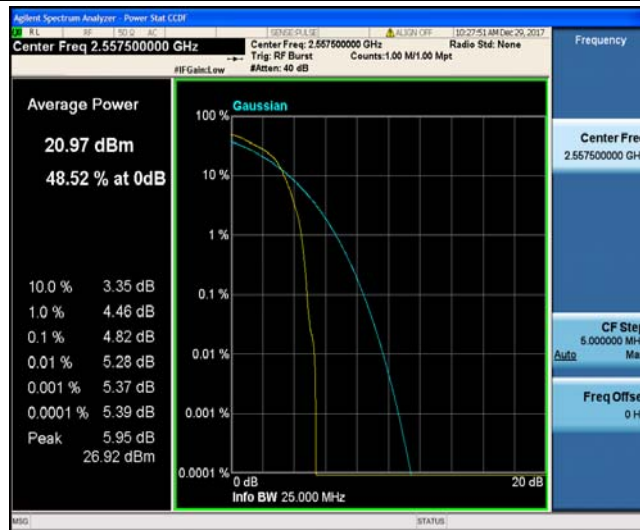 Agilent Spectrum Analyzer - Power Stat CCDF
RL RF 50 Ω AC SENSE:PULSE ALIGN OFF 10:27:51 AM Dec 29, 2017
Center Freq 2.557500000 GHz
Center Freq: 2.557500000 GHz Radio Std: None
Trig: RF Burst Counts:1.00 M/1.00 Mpt
#IFGain:Low #Atten: 40 dB
Frequency
Average Power
20.97 dBm
48.52 % at 0dB
10.0 % 3.35 dB
1.0 % 4.46 dB
0.1 % 4.82 dB
0.01 % 5.28 dB
0.001 % 5.37 dB
0.0001 % 5.39 dB
Peak 5.95 dB
26.92 dBm
Gaussian
100 %
10 %
1 %
0.1 %
0.01 %
0.001 %
0.0001 %
0 dB 20 dB
Info BW 25.000 MHz
Center Fre
2.557500000 GH
CF Step
5.000000 MH
Auto Ma
Freq Offse
0 H
MSG STATUS